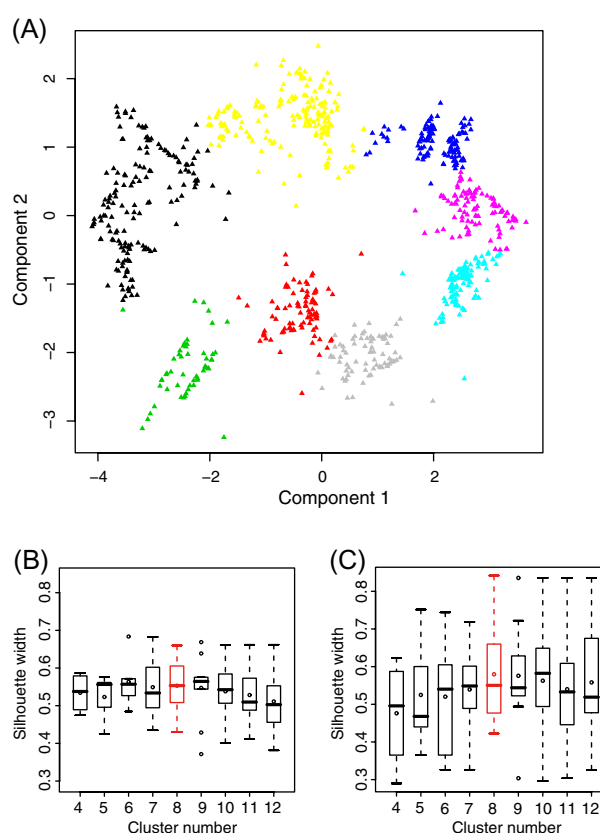 (A)
Component 2
2
1
0
−1
−2
−3
−4 −2 0 2 4
Component 1
(B)
Silhouette width
0.8
0.7
0.6
0.5
0.4
0.3
4 5 6 7 8 9 10 11 12
Cluster number
(C)
Silhouette width
0.8
0.7
0.6
0.5
0.4
0.3
4 5 6 7 8 9 10 11 12
Cluster number